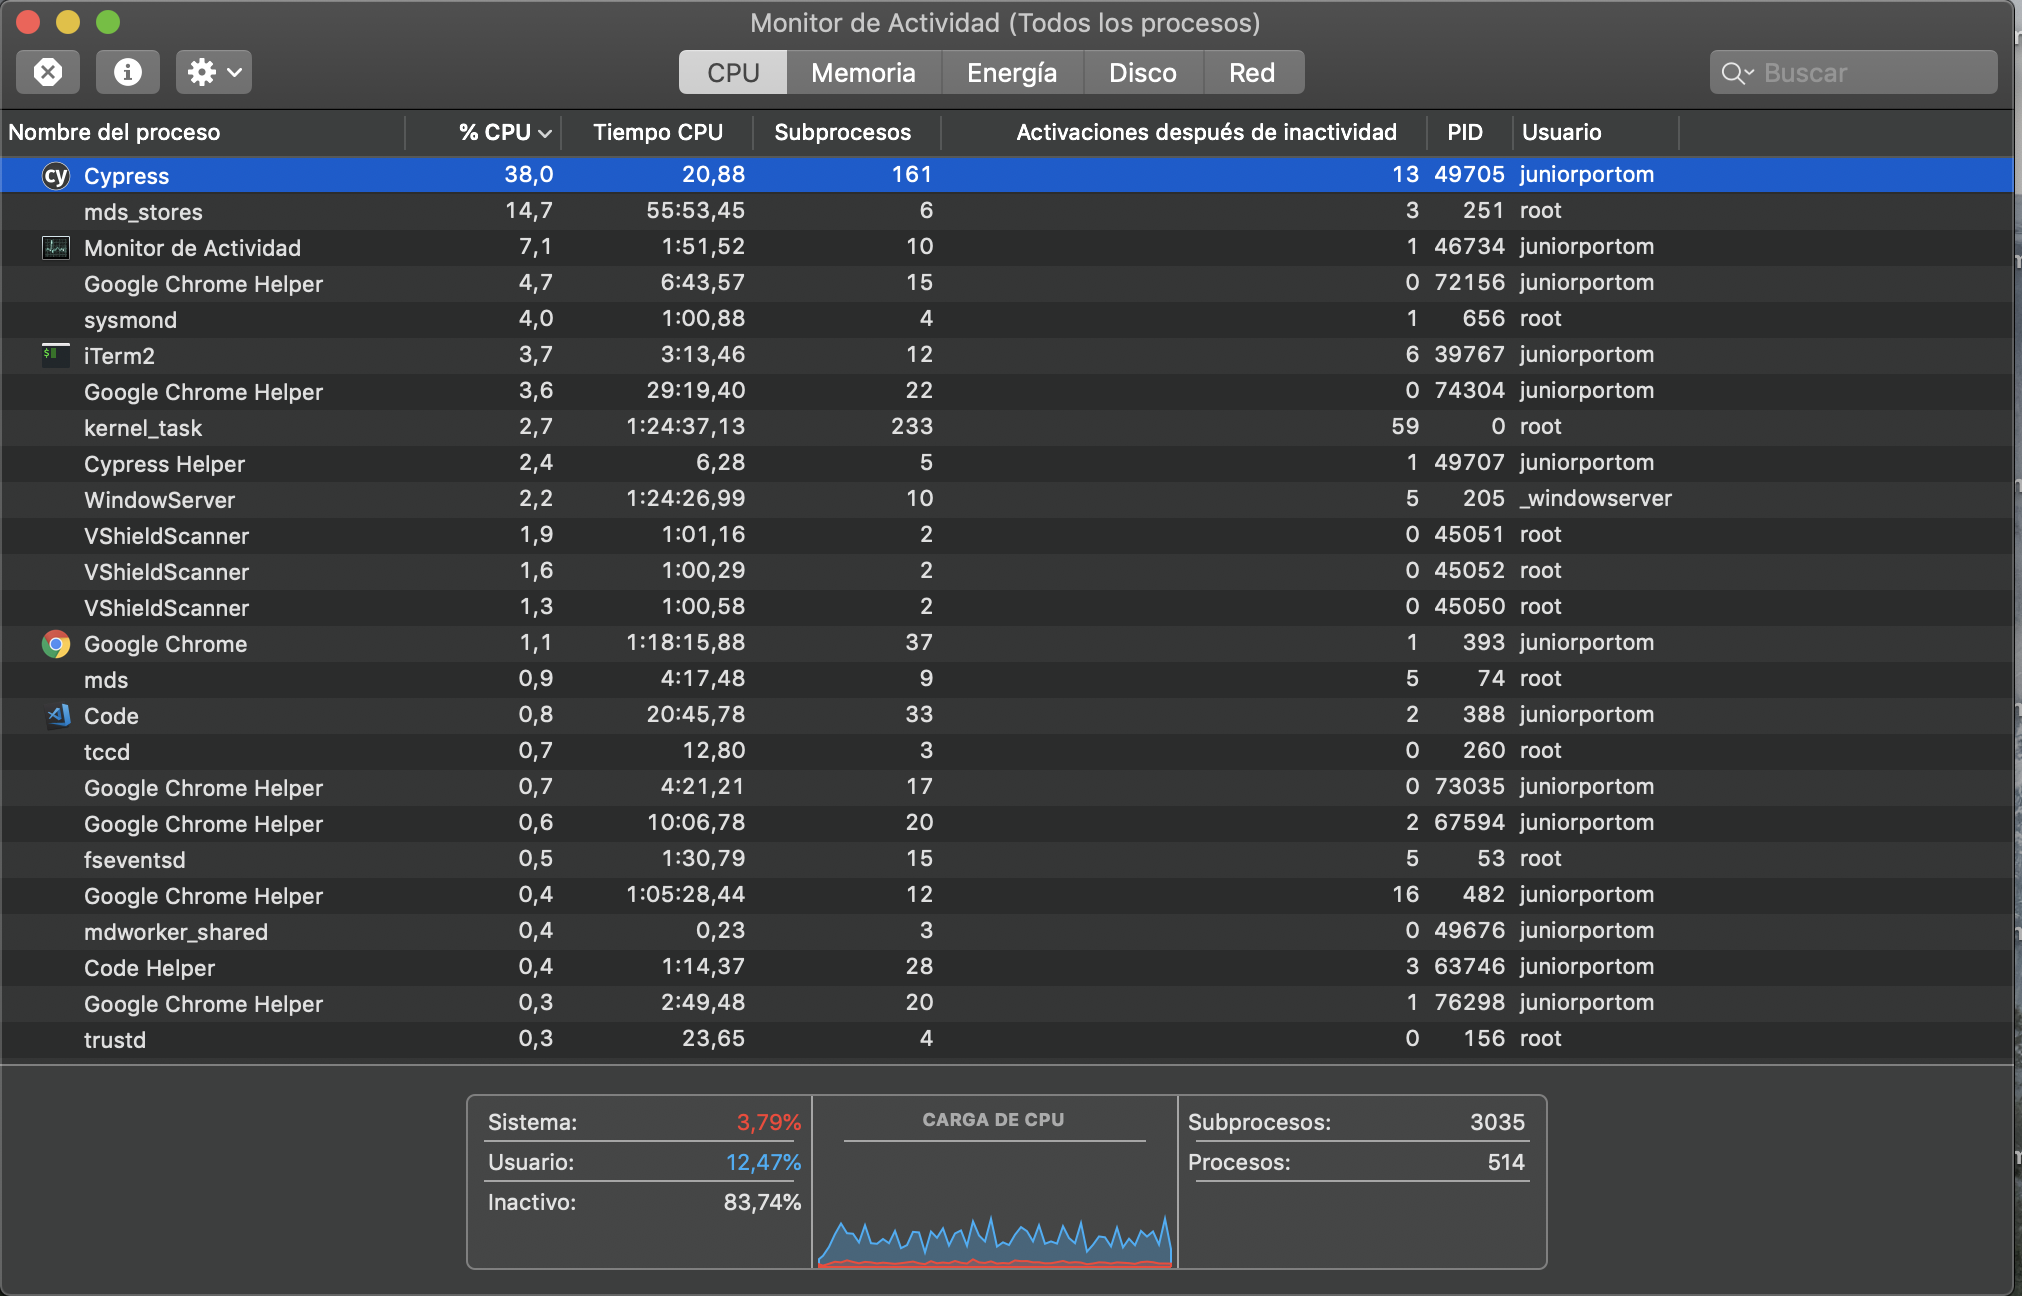 Monitor de Actividad (Todos los procesos)
CPU Memoria Energía Disco Red Buscar
Nombre del proceso % CPU Tiempo CPU Subprocesos Activaciones después de inactividad PID Usuario
cy Cypress 38,0 20,88 161 13 49705 juniorportom
mds_stores 14,7 55:53,45 6 3 251 root
Monitor de Actividad 7,1 1:51,52 10 1 46734 juniorportom
Google Chrome Helper 4,7 6:43,57 15 0 72156 juniorportom
sysmond 4,0 1:00,88 4 1 656 root
$ iTerm2 3,7 3:13,46 12 6 39767 juniorportom
Google Chrome Helper 3,6 29:19,40 22 0 74304 juniorportom
kernel_task 2,7 1:24:37,13 233 59 0 root
Cypress Helper 2,4 6,28 5 1 49707 juniorportom
WindowServer 2,2 1:24:26,99 10 5 205 _windowserver
VShieldScanner 1,9 1:01,16 2 0 45051 root
VShieldScanner 1,6 1:00,29 2 0 45052 root
VShieldScanner 1,3 1:00,58 2 0 45050 root
Google Chrome 1,1 1:18:15,88 37 1 393 juniorportom
mds 0,9 4:17,48 9 5 74 root
Code 0,8 20:45,78 33 2 388 juniorportom
tccd 0,7 12,80 3 0 260 root
Google Chrome Helper 0,7 4:21,21 17 0 73035 juniorportom
Google Chrome Helper 0,6 10:06,78 20 2 67594 juniorportom
fseventsd 0,5 1:30,79 15 5 53 root
Google Chrome Helper 0,4 1:05:28,44 12 16 482 juniorportom
mdworker_shared 0,4 0,23 3 0 49676 juniorportom
Code Helper 0,4 1:14,37 28 3 63746 juniorportom
Google Chrome Helper 0,3 2:49,48 20 1 76298 juniorportom
trustd 0,3 23,65 4 0 156 root
Sistema: 3,79% CARGA DE CPU Subprocesos: 3035
Usuario: 12,47% Procesos: 514
Inactivo: 83,74%